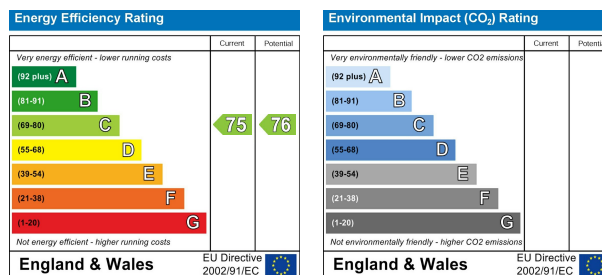 Energy Efficiency Rating
Current Potential
Very energy efficient - lower running costs
(92 plus) A
(81-91) B
(69-80) C 75 76
(55-68) D
(39-54) E
(21-38) F
(1-20) G
Not energy efficient - higher running costs
England & Wales
EU Directive
2002/91/EC
Environmental Impact (CO₂) Rating
Current Potentia
Very environmentally friendly - lower CO2 emissions
(92 plus) A
(81-91) B
(69-80) C
(55-68) D
(39-54) E
(21-38) F
(1-20) G
Not environmentally friendly - higher CO2 emissions
England & Wales
EU Directive
2002/91/EC